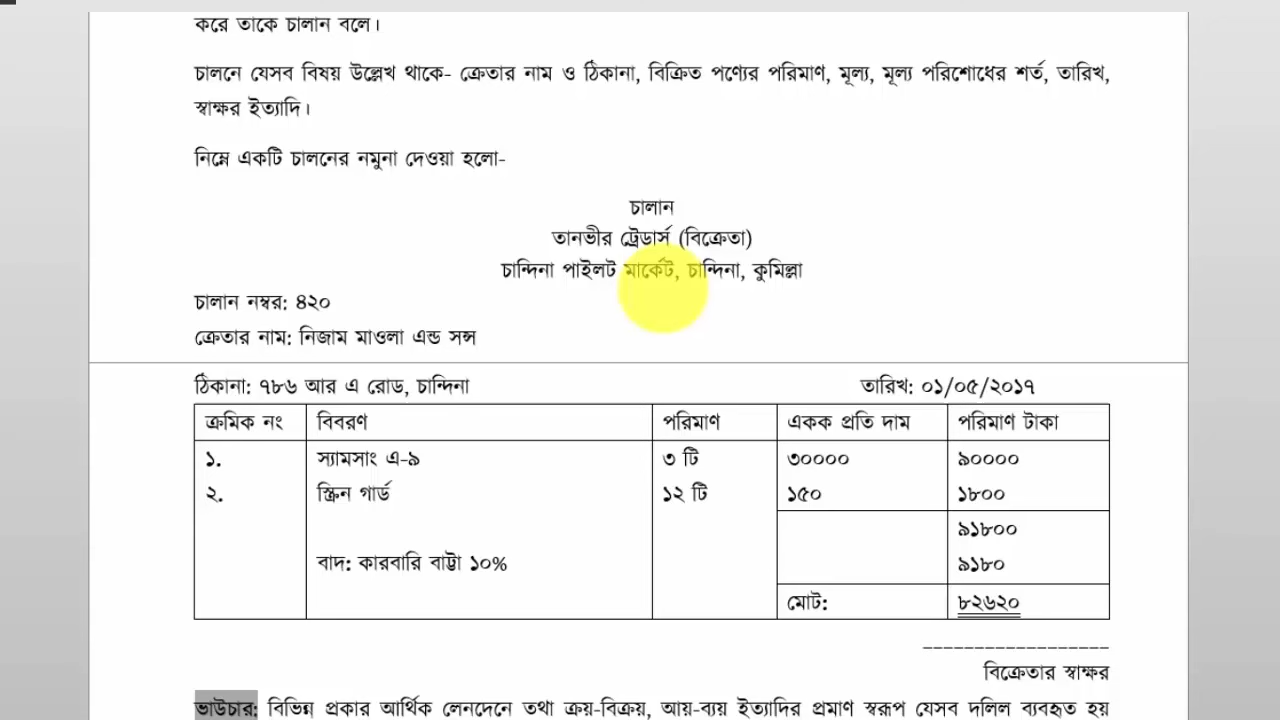 করে তাকে চালান বলে।
চালনে যেসব বিষয় উল্লেখ থাকে- ক্রেতার নাম ও ঠিকানা, বিক্রিত পণ্যের পরিমাণ, মূল্য, মূল্য পরিশোধের শর্ত, তারিখ,
স্বাক্ষর ইত্যাদি।
নিম্নে একটি চালনের নমুনা দেওয়া হলো-
চালান
তানভীর ট্রেডার্স (বিক্রেতা)
চান্দিনা পাইলট মার্কেট, চান্দিনা, কুমিল্লা
চালান নম্বর: ৪২০
ক্রেতার নাম: নিজাম মাওলা এন্ড সন্স
ঠিকানা: ৭৮৬ আর এ রোড, চান্দিনা তারিখ: ০১/০৫/২০১৭
ক্রমিক নং বিবরণ পরিমাণ একক প্রতি দাম পরিমাণ টাকা
১. স্যামসাং এ-৯ ৩ টি ৩০০০০ ৯০০০০
২. স্ক্রিন গার্ড ১২ টি ১৫০ ১৮০০
৯১৮০০
বাদ: কারবারি বাট্টা ১০% ৯১৮০
মোট: ৮২৬২০
------------------
বিক্রেতার স্বাক্ষর
ভাউচার: বিভিন্ন প্রকার আর্থিক লেনদেনে তথা ক্রয়-বিক্রয়, আয়-ব্যয় ইত্যাদির প্রমাণ স্বরূপ যেসব দলিল ব্যবহৃত হয়